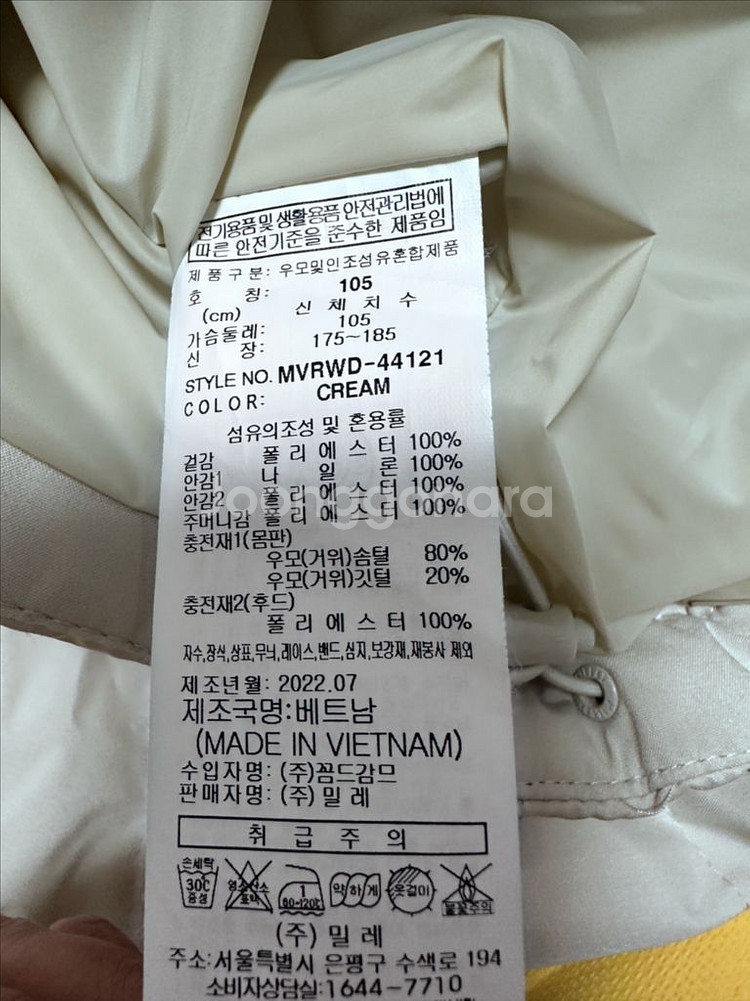 전기용품및 생활용품 안전관리법에
따른 안전기준을 준수한 제품임
제 품 구 분: 우모및인조섬유혼합제품
호 칭: 105
(cm) 신 체 치 수
가슴둘레: 105
신 장: 175~185
STYLE NO. MVRWD-44121
COLOR: CREAM
섬유의조성 및 혼용률
겉감 폴 리 에 스 터 100%
안감1 나 일 론 100%
안감2 폴 리 에 스 터 100%
주머니감 폴 리 에 스 터 100%
충전재1(몸판)
우모(거위)솜털 80%
우모(거위)깃털 20%
충전재2(후드)
폴 리 에 스 터 100%
자수,장식,상표,무늬,레이스,밴드,심지,보강재,재봉사 제외
제 조년 월: 2022.07
제조국명:베트남
(MADE IN VIETNAM)
수입자명: (주)꼼드감므
판매자명: (주) 밀 레
취 급 주 의
손세탁
30℃
중성
염소산소
표백
1
80-120℃
약하게
옷걸이
불꽃주의
(주) 밀 레
주소:서울특별시 은평구 수색로 194
소비자상담실:1644-7710
joonggonara